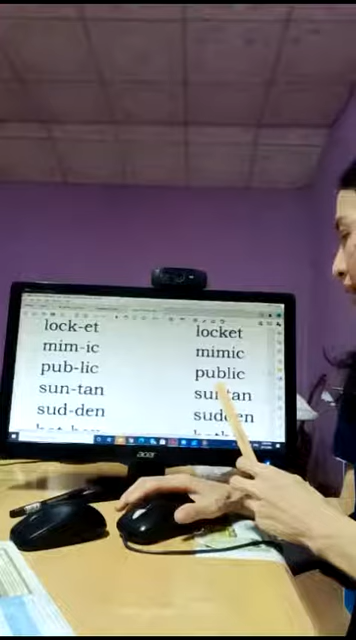 lock-et locket
mim-ic mimic
pub-lic public
sun-tan suntan
sud-den sudden
acer